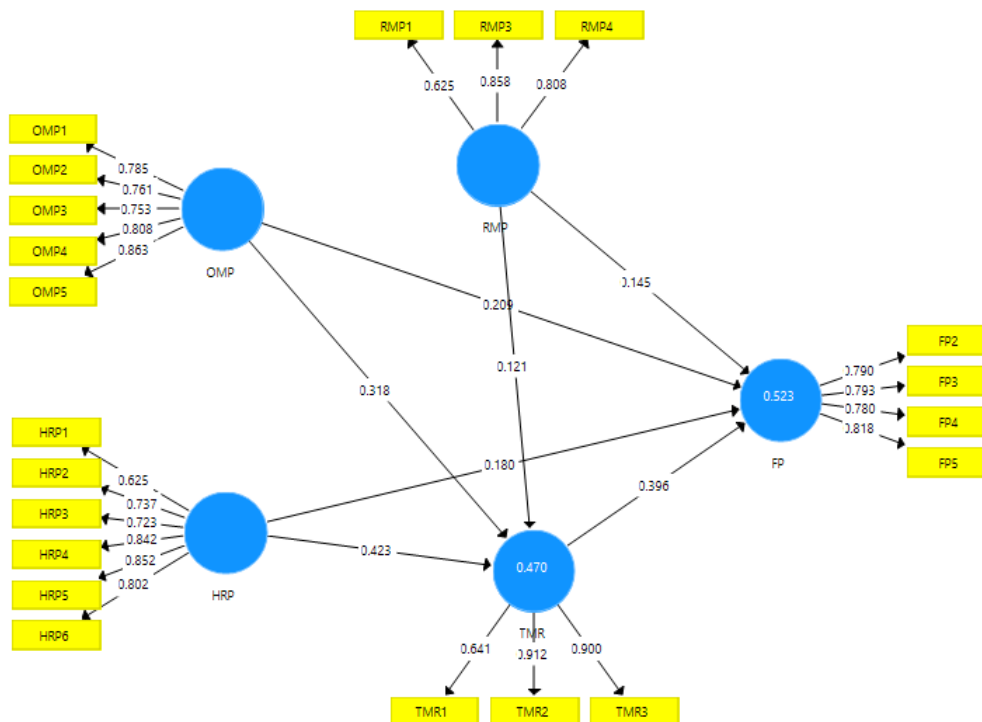 RMP1
RMP3
RMP4
0.625
0.858
0.808
OMP1
OMP2
OMP3
OMP4
OMP5
0.785
0.761
0.753
0.808
0.863
OMP
RMP
0.145
0.209
0.121
0.318
0.523
FP
0.790
0.793
0.780
0.818
FP2
FP3
FP4
FP5
HRP1
HRP2
HRP3
HRP4
HRP5
HRP6
0.625
0.737
0.723
0.842
0.852
0.802
HRP
0.180
0.396
0.423
0.470
TMR
0.641
0.912
0.900
TMR1
TMR2
TMR3